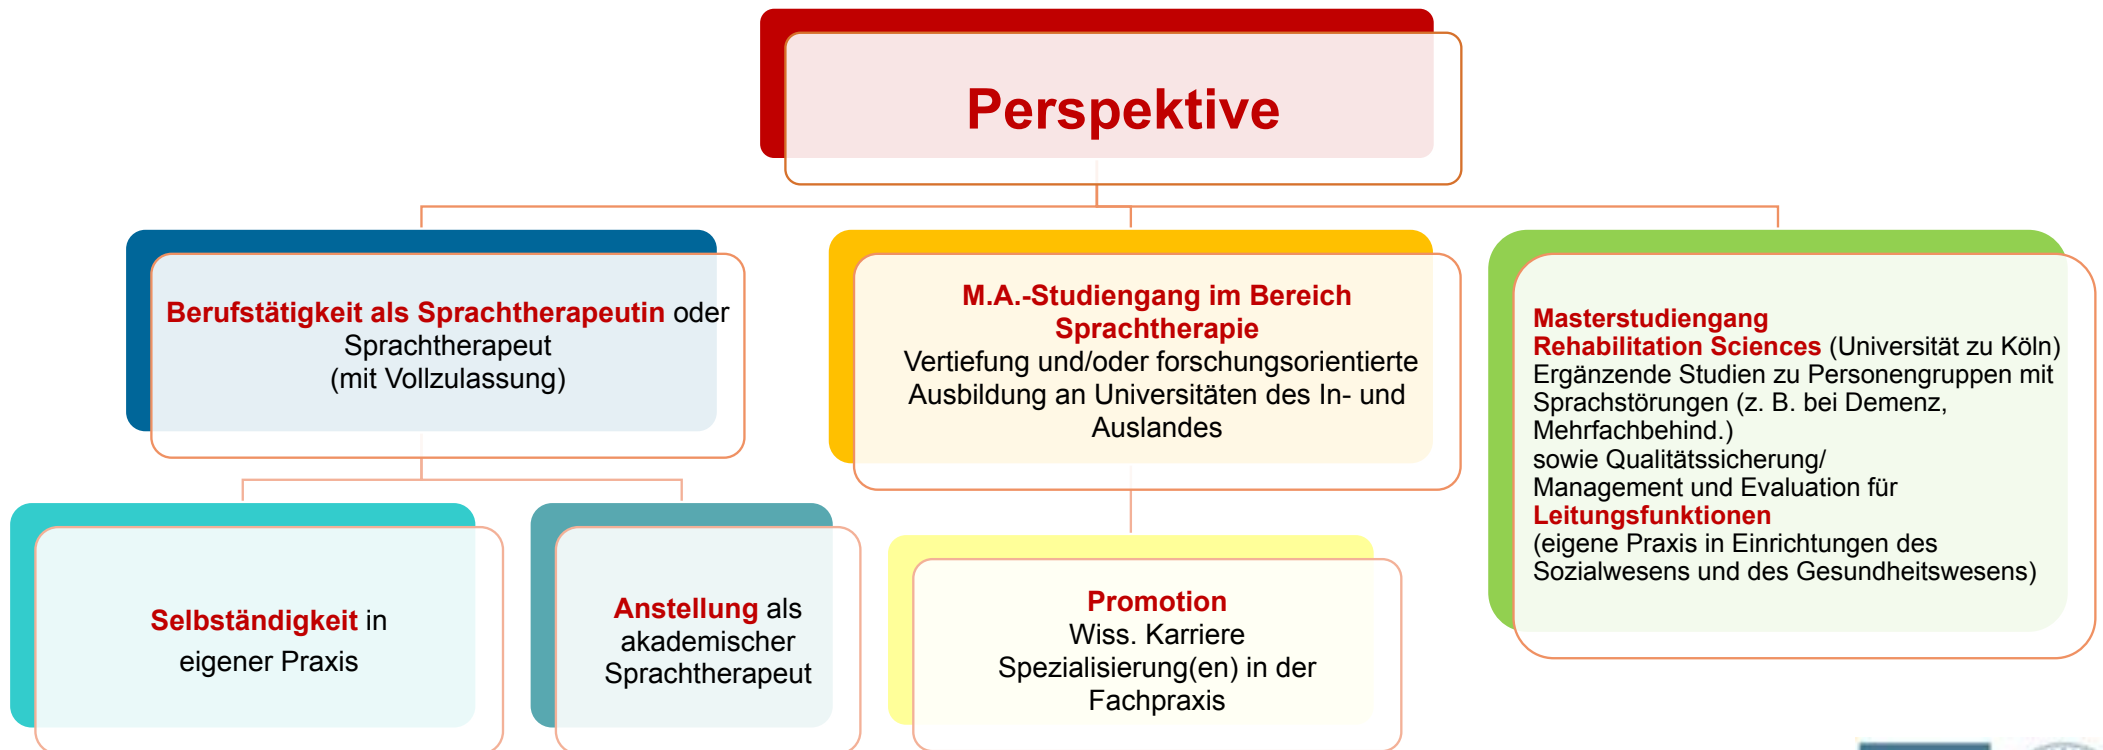 Perspektive
Berufstätigkeit als Sprachtherapeutin oder
Sprachtherapeut
(mit Vollzulassung)
M.A.-Studiengang im Bereich
Sprachtherapie
Vertiefung und/oder forschungsorientierte
Ausbildung an Universitäten des In- und
Auslandes
Masterstudiengang
Rehabilitation Sciences (Universität zu Köln)
Ergänzende Studien zu Personengruppen mit
Sprachstörungen (z. B. bei Demenz,
Mehrfachbehind.)
sowie Qualitätssicherung/
Management und Evaluation für
Leitungsfunktionen
(eigene Praxis in Einrichtungen des
Sozialwesens und des Gesundheitswesens)
Selbständigkeit in
eigener Praxis
Anstellung als
akademischer
Sprachtherapeut
Promotion
Wiss. Karriere
Spezialisierung(en) in der
Fachpraxis